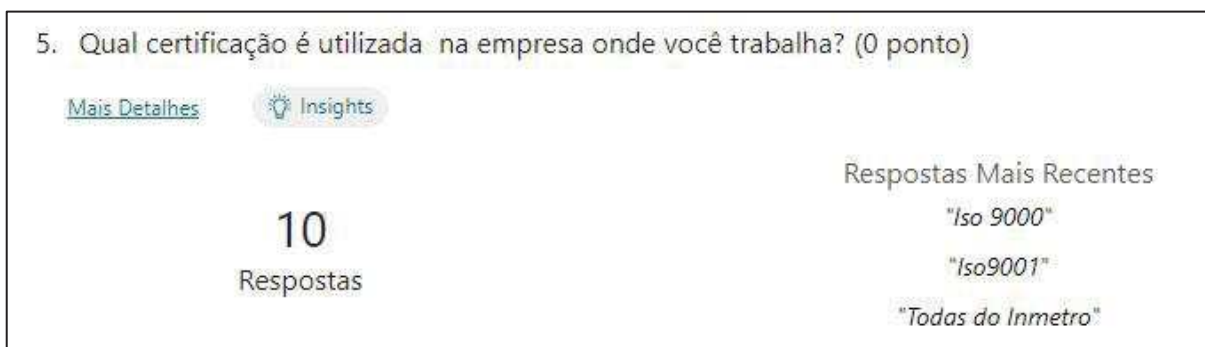 5. Qual certificação é utilizada na empresa onde você trabalha? (0 ponto)
Mais Detalhes
Insights
10
Respostas
Respostas Mais Recentes
"Iso 9000"
"Iso9001"
"Todas do Inmetro"